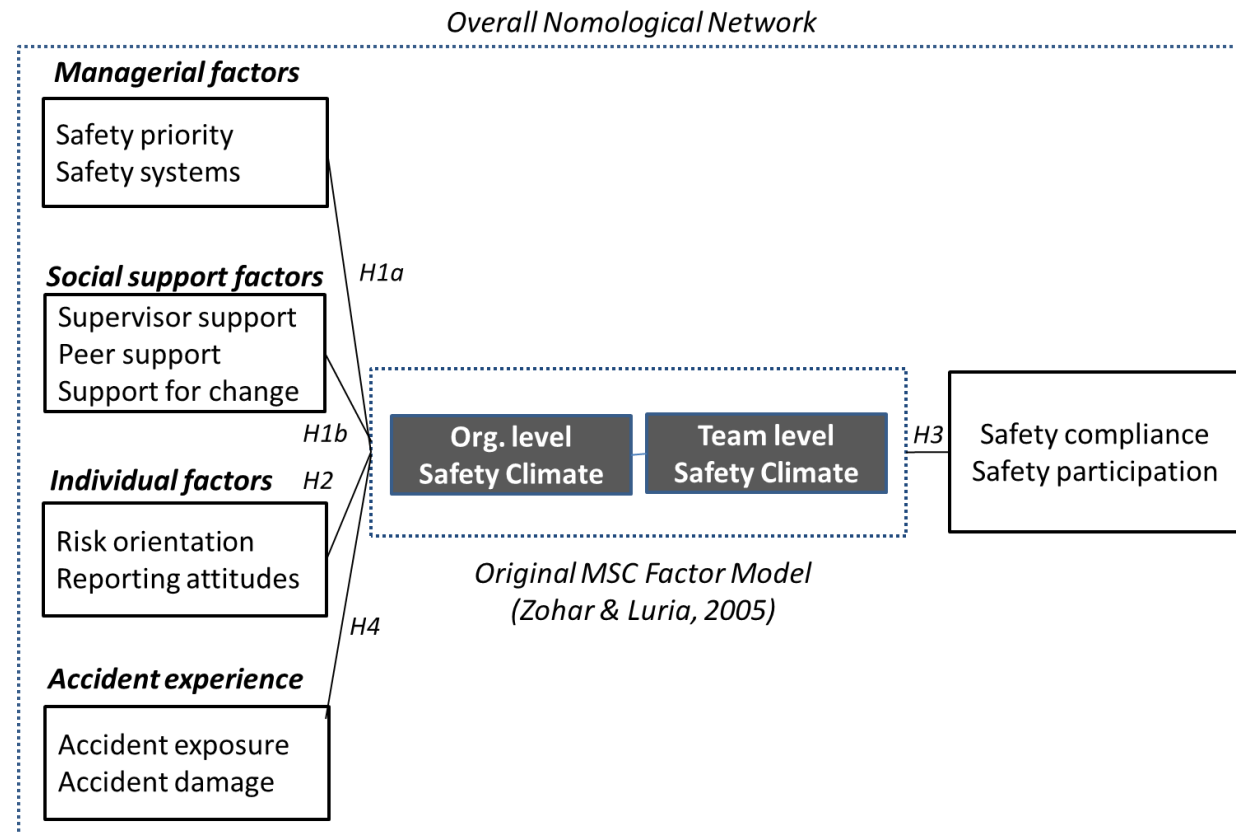 Overall Nomological Network
Managerial factors
Safety priority
Safety systems
H1a
Social support factors
Supervisor support
Peer support
Support for change
H1b
Individual factors
H2
Risk orientation
Reporting attitudes
H4
Accident experience
Accident exposure
Accident damage
Org. level
Safety Climate
Team level
Safety Climate
Original MSC Factor Model
(Zohar & Luria, 2005)
H3
Safety compliance
Safety participation